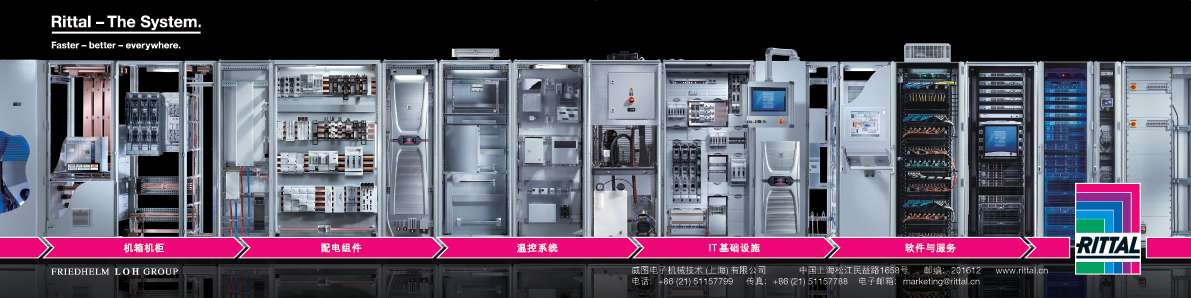 Rittal – The System.
Faster – better – everywhere.
机箱机柜 配电组件 温控系统 IT基础设施 软件与服务
RITTAL
FRIEDHELM LOH GROUP
威图电子机械技术(上海)有限公司 中国上海松江民益路1658号 邮编：201612 www.rittal.cn
电话：+86 (21) 51157799 传真：+86 (21) 51157788 电子邮箱：marketing@rittal.cn